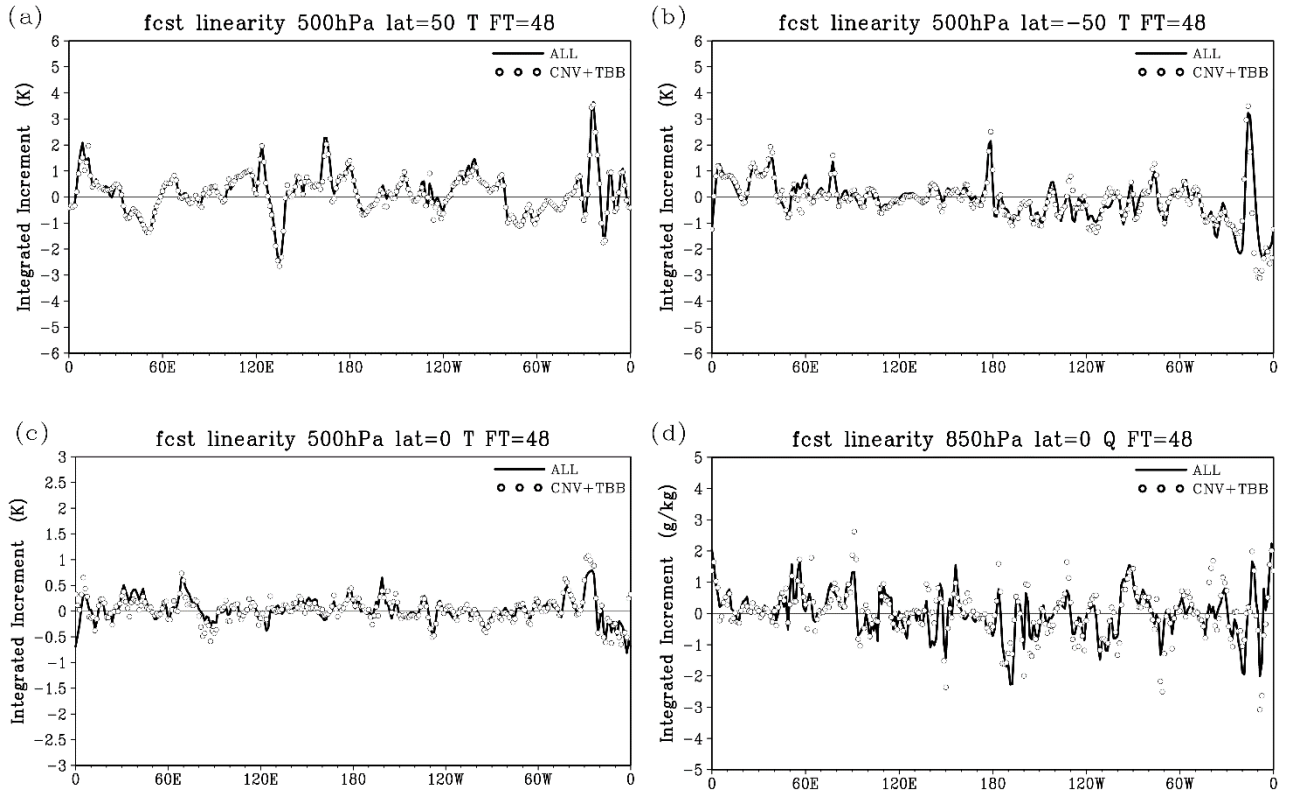 (a)
fcst linearity 500hPa lat=50 T FT=48
ALL
CNV+TBB
Integrated Increment (K)
6
5
4
3
2
1
0
−1
−2
−3
−4
−5
−6
0 60E 120E 180 120W 60W 0
(b)
fcst linearity 500hPa lat=−50 T FT=48
ALL
CNV+TBB
Integrated Increment (K)
6
5
4
3
2
1
0
−1
−2
−3
−4
−5
−6
0 60E 120E 180 120W 60W 0
(c)
fcst linearity 500hPa lat=0 T FT=48
ALL
CNV+TBB
Integrated Increment (K)
3
2.5
2
1.5
1
0.5
0
−0.5
−1
−1.5
−2
−2.5
−3
0 60E 120E 180 120W 60W 0
(d)
fcst linearity 850hPa lat=0 Q FT=48
ALL
CNV+TBB
Integrated Increment (g/kg)
5
4
3
2
1
0
−1
−2
−3
−4
−5
0 60E 120E 180 120W 60W 0